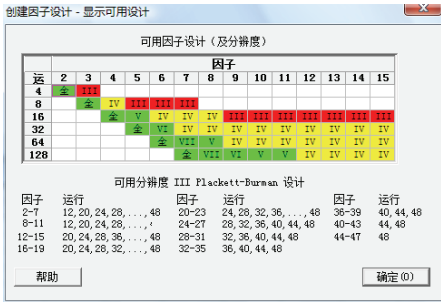 创建因子设计 - 显示可用设计
可用因子设计（及分辨度）
因子
运 2 3 4 5 6 7 8 9 10 11 12 13 14 15
4 全 III
8 全 IV III III III
16 全 V IV IV IV III III III III III III III
32 全 VI IV IV IV IV IV IV IV IV IV IV
64 全 VII V IV IV IV IV IV IV IV IV
128 全 VII VI V V IV IV IV IV
可用分辨度 III Plackett-Burman 设计
因子 运行 因子 运行 因子 运行
2-7 12,20,24,28,...,48 20-23 24,28,32,36,...,48 36-39 40,44,48
8-11 12,20,24,28,..., 24-27 28,32,36,40,44,48 40-43 44,48
12-15 20,24,28,36,...,48 28-31 32,36,40,44,48 44-47 48
16-19 20,24,28,32,...,48 32-35 36,40,44,48
帮助 确定(O)